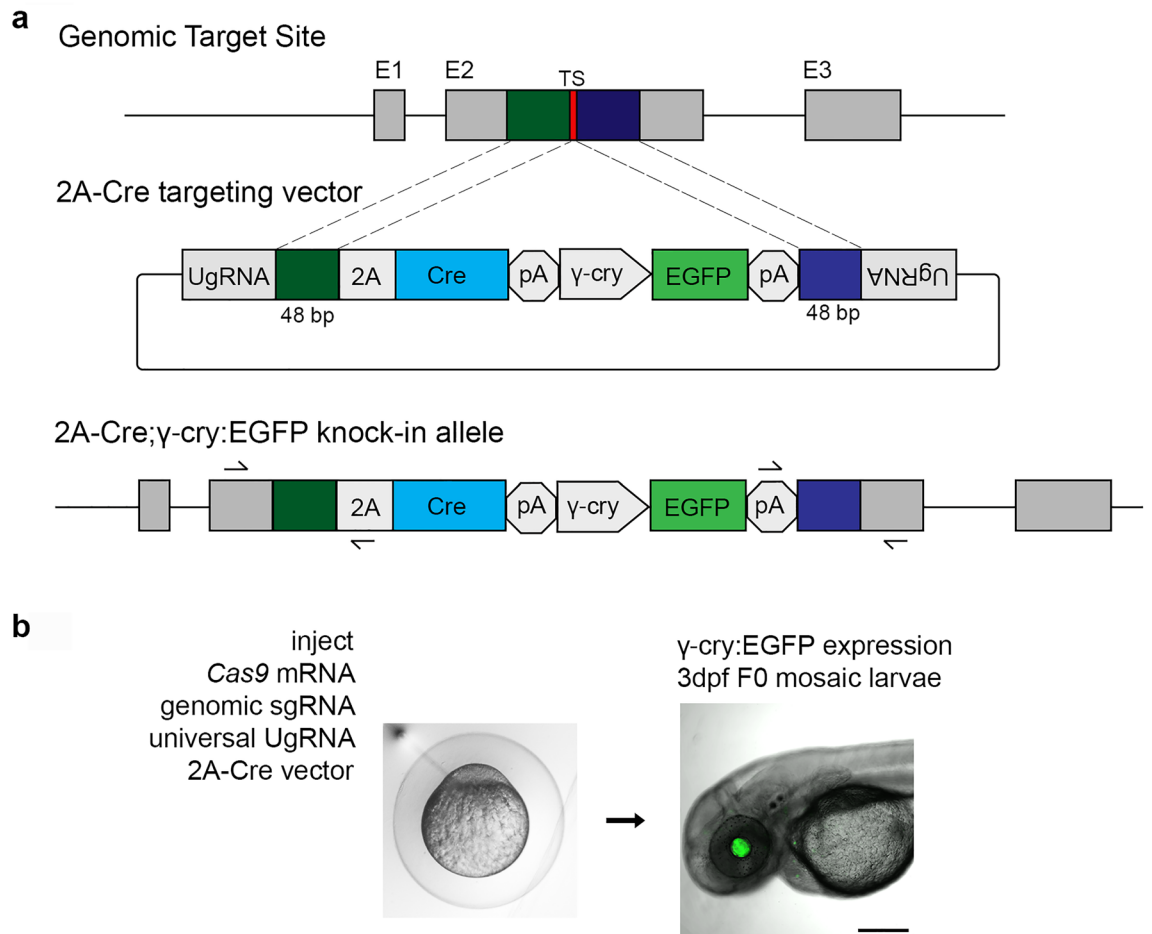 a
Genomic Target Site
E1
E2
TS
E3
2A-Cre targeting vector
UgRNA
2A
Cre
pA
γ-cry
EGFP
pA
UgRNA
48 bp
48 bp
2A-Cre;γ-cry:EGFP knock-in allele
2A
Cre
pA
γ-cry
EGFP
pA
b
inject
Cas9 mRNA
genomic sgRNA
universal UgRNA
2A-Cre vector
γ-cry:EGFP expression
3dpf F0 mosaic larvae